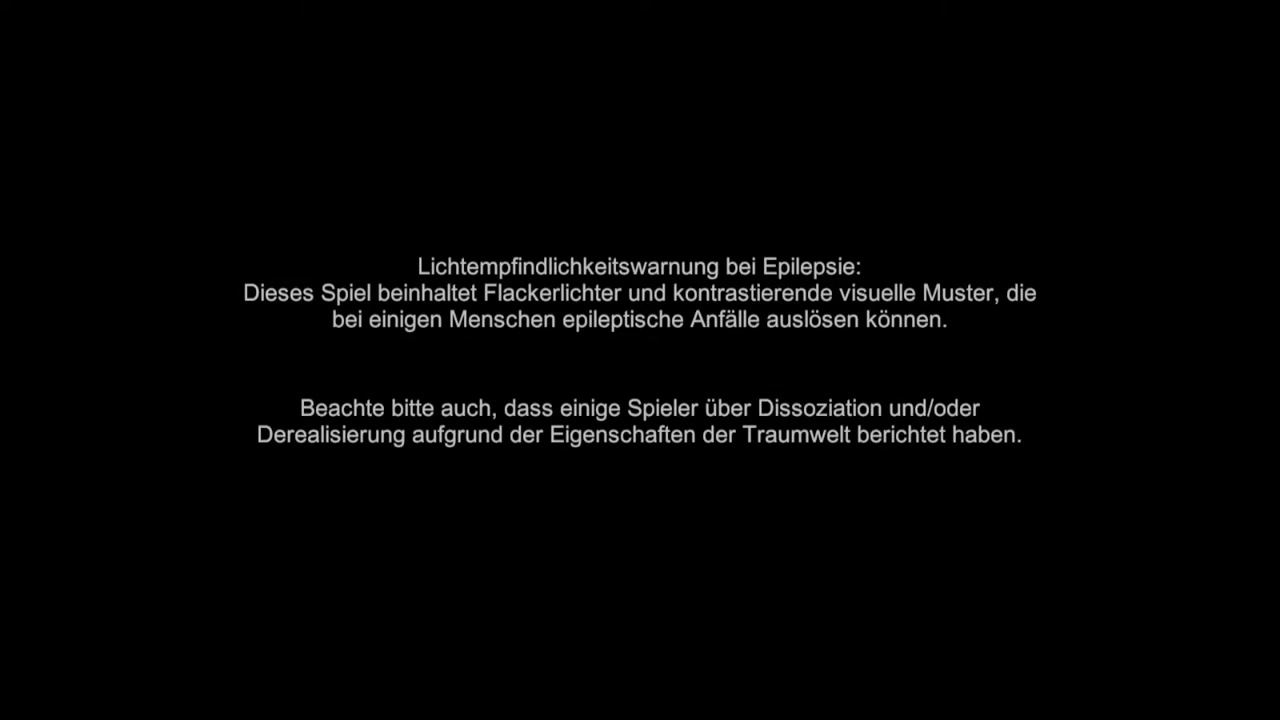 Lichtempfindlichkeitswarnung bei Epilepsie:
Dieses Spiel beinhaltet Flackerlichter und kontrastierende visuelle Muster, die
bei einigen Menschen epileptische Anfälle auslösen können.
Beachte bitte auch, dass einige Spieler über Dissoziation und/oder
Derealisierung aufgrund der Eigenschaften der Traumwelt berichtet haben.